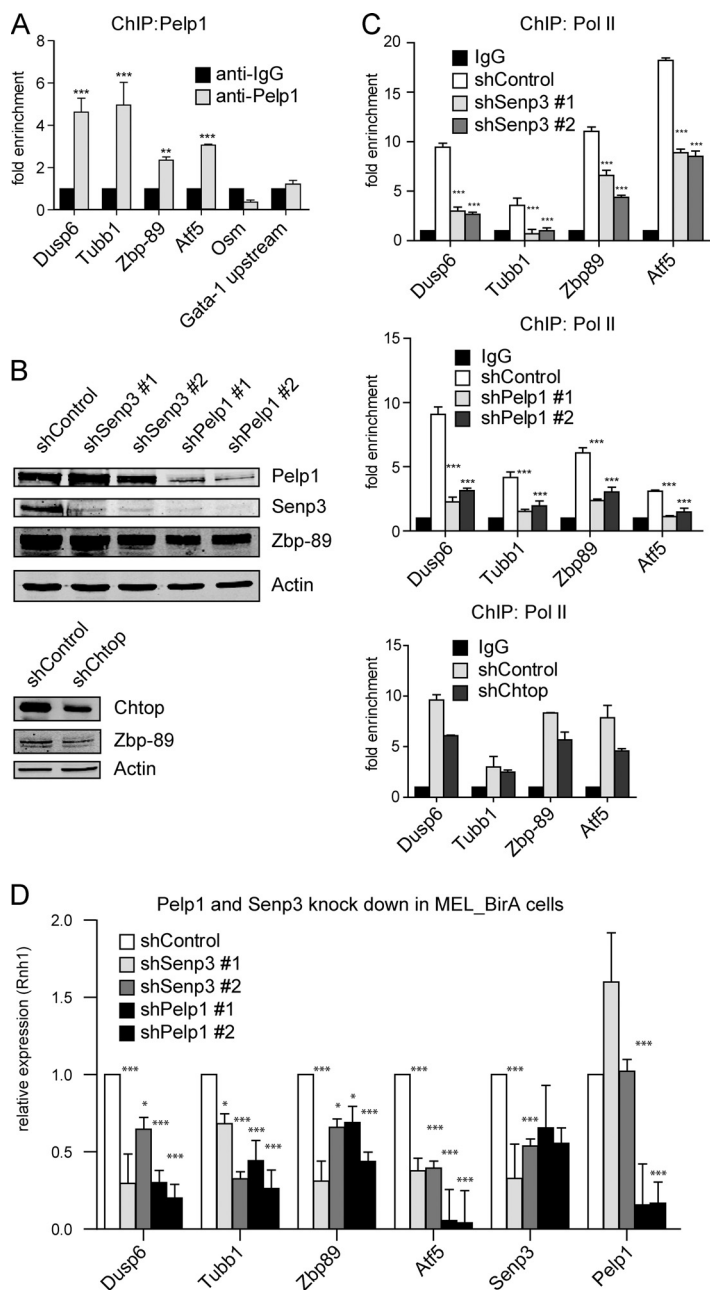 A
ChIP:Pelp1
fold enrinchment
8
6
4
2
0
anti-IgG
anti-Pelp1
***
***
**
***
Dusp6
Tubb1
Zbp-89
Atf5
Osm
Gata-1 upstream
B
shControl
shSenp3 #1
shSenp3 #2
shPelp1 #1
shPelp1 #2
Pelp1
Senp3
Zbp-89
Actin
shControl
shChtop
Chtop
Zbp-89
Actin
C
ChIP: Pol II
fold enrinchment
20
15
10
5
0
IgG
shControl
shSenp3 #1
shSenp3 #2
*** ***
*** ***
*** ***
*** ***
Dusp6
Tubb1
Zbp89
Atf5
ChIP: Pol II
fold enrinchment
15
10
5
0
IgG
shControl
shPelp1 #1
shPelp1 #2
*** ***
*** ***
*** ***
*** ***
Dusp6
Tubb1
Zbp89
Atf5
ChIP: Pol II
fold enrinchment
15
10
5
0
IgG
shControl
shChtop
Dusp6
Tubb1
Zbp-89
Atf5
D
Pelp1 and Senp3 knock down in MEL_BirA cells
relative expression (Rnh1)
2.0
1.5
1.0
0.5
0.0
shControl
shSenp3 #1
shSenp3 #2
shPelp1 #1
shPelp1 #2
*** * *** ***
* *** *** ***
*** * * ***
*** *** *** ***
*** ***
*** ***
Dusp6
Tubb1
Zbp89
Atf5
Senp3
Pelp1